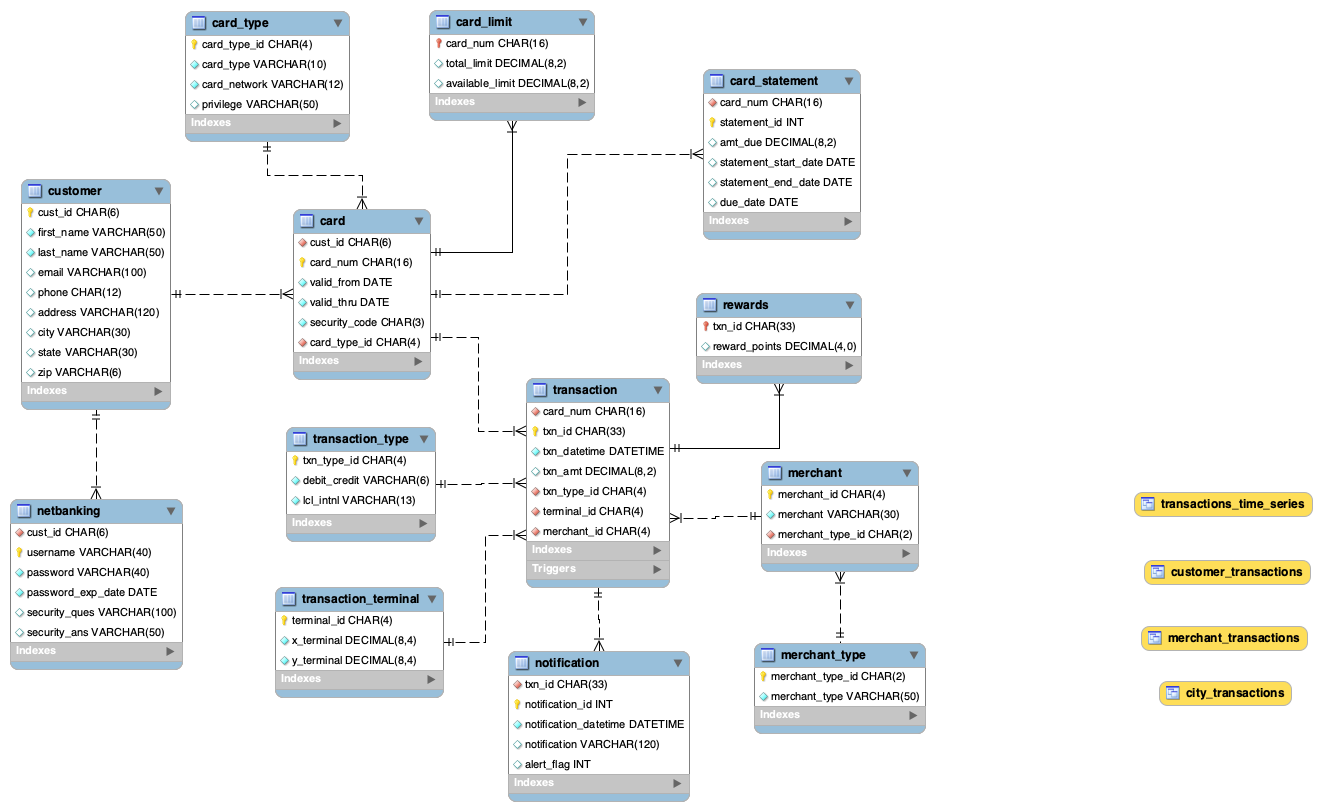 card_type
card_type_id CHAR(4)
card_type VARCHAR(10)
card_network VARCHAR(12)
privilege VARCHAR(50)
Indexes
card_limit
card_num CHAR(16)
total_limit DECIMAL(8,2)
available_limit DECIMAL(8,2)
Indexes
card_statement
card_num CHAR(16)
statement_id INT
amt_due DECIMAL(8,2)
statement_start_date DATE
statement_end_date DATE
due_date DATE
Indexes
customer
cust_id CHAR(6)
first_name VARCHAR(50)
last_name VARCHAR(50)
email VARCHAR(100)
phone CHAR(12)
address VARCHAR(120)
city VARCHAR(30)
state VARCHAR(30)
zip VARCHAR(6)
Indexes
card
cust_id CHAR(6)
card_num CHAR(16)
valid_from DATE
valid_thru DATE
security_code CHAR(3)
card_type_id CHAR(4)
Indexes
rewards
txn_id CHAR(33)
reward_points DECIMAL(4,0)
Indexes
transaction
card_num CHAR(16)
txn_id CHAR(33)
txn_datetime DATETIME
txn_amt DECIMAL(8,2)
txn_type_id CHAR(4)
terminal_id CHAR(4)
merchant_id CHAR(4)
Indexes
Triggers
transaction_type
txn_type_id CHAR(4)
debit_credit VARCHAR(6)
lcl_intnl VARCHAR(13)
Indexes
merchant
merchant_id CHAR(4)
merchant VARCHAR(30)
merchant_type_id CHAR(2)
Indexes
netbanking
cust_id CHAR(6)
username VARCHAR(40)
password VARCHAR(40)
password_exp_date DATE
security_ques VARCHAR(100)
security_ans VARCHAR(50)
Indexes
transaction_terminal
terminal_id CHAR(4)
x_terminal DECIMAL(8,4)
y_terminal DECIMAL(8,4)
Indexes
notification
txn_id CHAR(33)
notification_id INT
notification_datetime DATETIME
notification VARCHAR(120)
alert_flag INT
Indexes
merchant_type
merchant_type_id CHAR(2)
merchant_type VARCHAR(50)
Indexes
transactions_time_series
customer_transactions
merchant_transactions
city_transactions